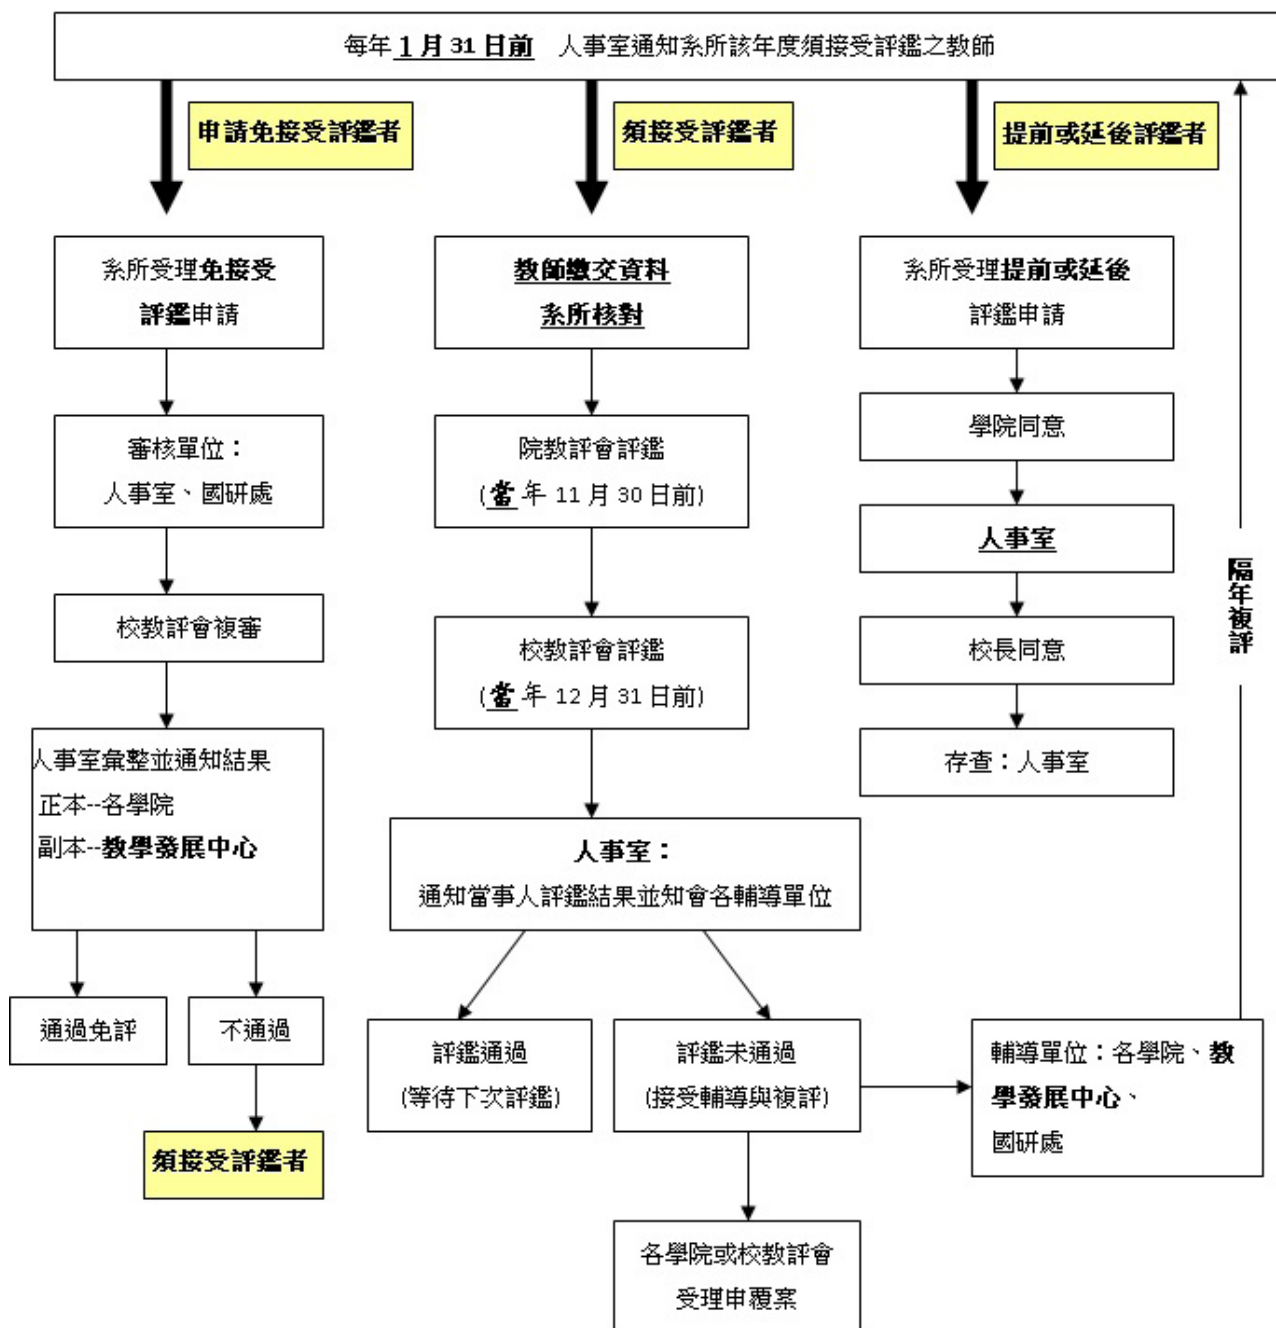 每年 1 月 31 日前 人事室通知系所該年度須接受評鑑之教師
申請免接受評鑑者
須接受評鑑者
提前或延後評鑑者
系所受理免接受
評鑑申請
審核單位：
人事室、國研處
校教評會複審
人事室彙整並通知結果
正本--各學院
副本--教學發展中心
通過免評
不通過
須接受評鑑者
教師繳交資料
系所核對
院教評會評鑑
(當 年 11 月 30 日前)
校教評會評鑑
(當 年 12 月 31 日前)
人事室：
通知當事人評鑑結果並知會各輔導單位
評鑑通過
(等待下次評鑑)
評鑑未通過
(接受輔導與複評)
各學院或校教評會
受理申覆案
系所受理提前或延後
評鑑申請
學院同意
人事室
校長同意
存查：人事室
輔導單位：各學院、教
學發展中心、
國研處
隔年複評